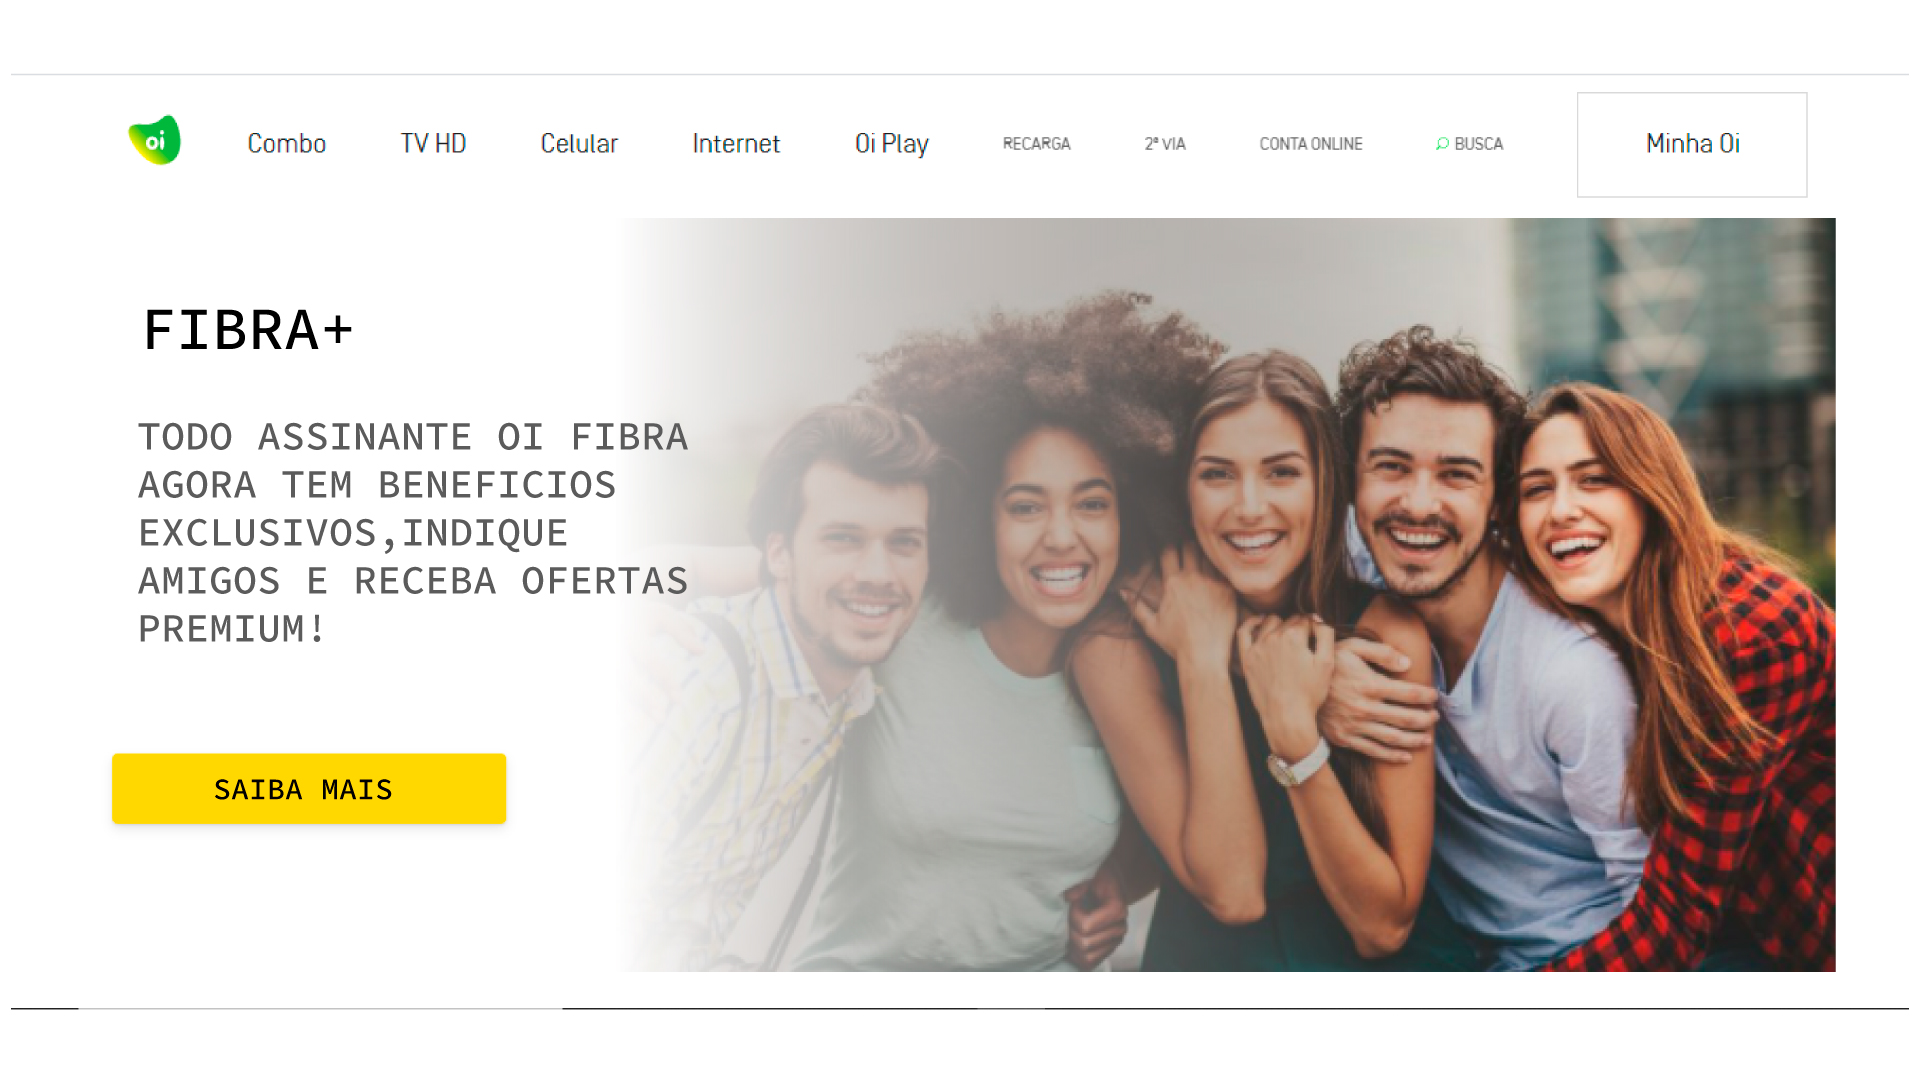 oi
Combo TV HD Celular Internet Oi Play RECARGA 2ª VIA CONTA ONLINE BUSCA Minha Oi
FIBRA+
TODO ASSINANTE OI FIBRA
AGORA TEM BENEFICIOS
EXCLUSIVOS,INDIQUE
AMIGOS E RECEBA OFERTAS
PREMIUM!
SAIBA MAIS